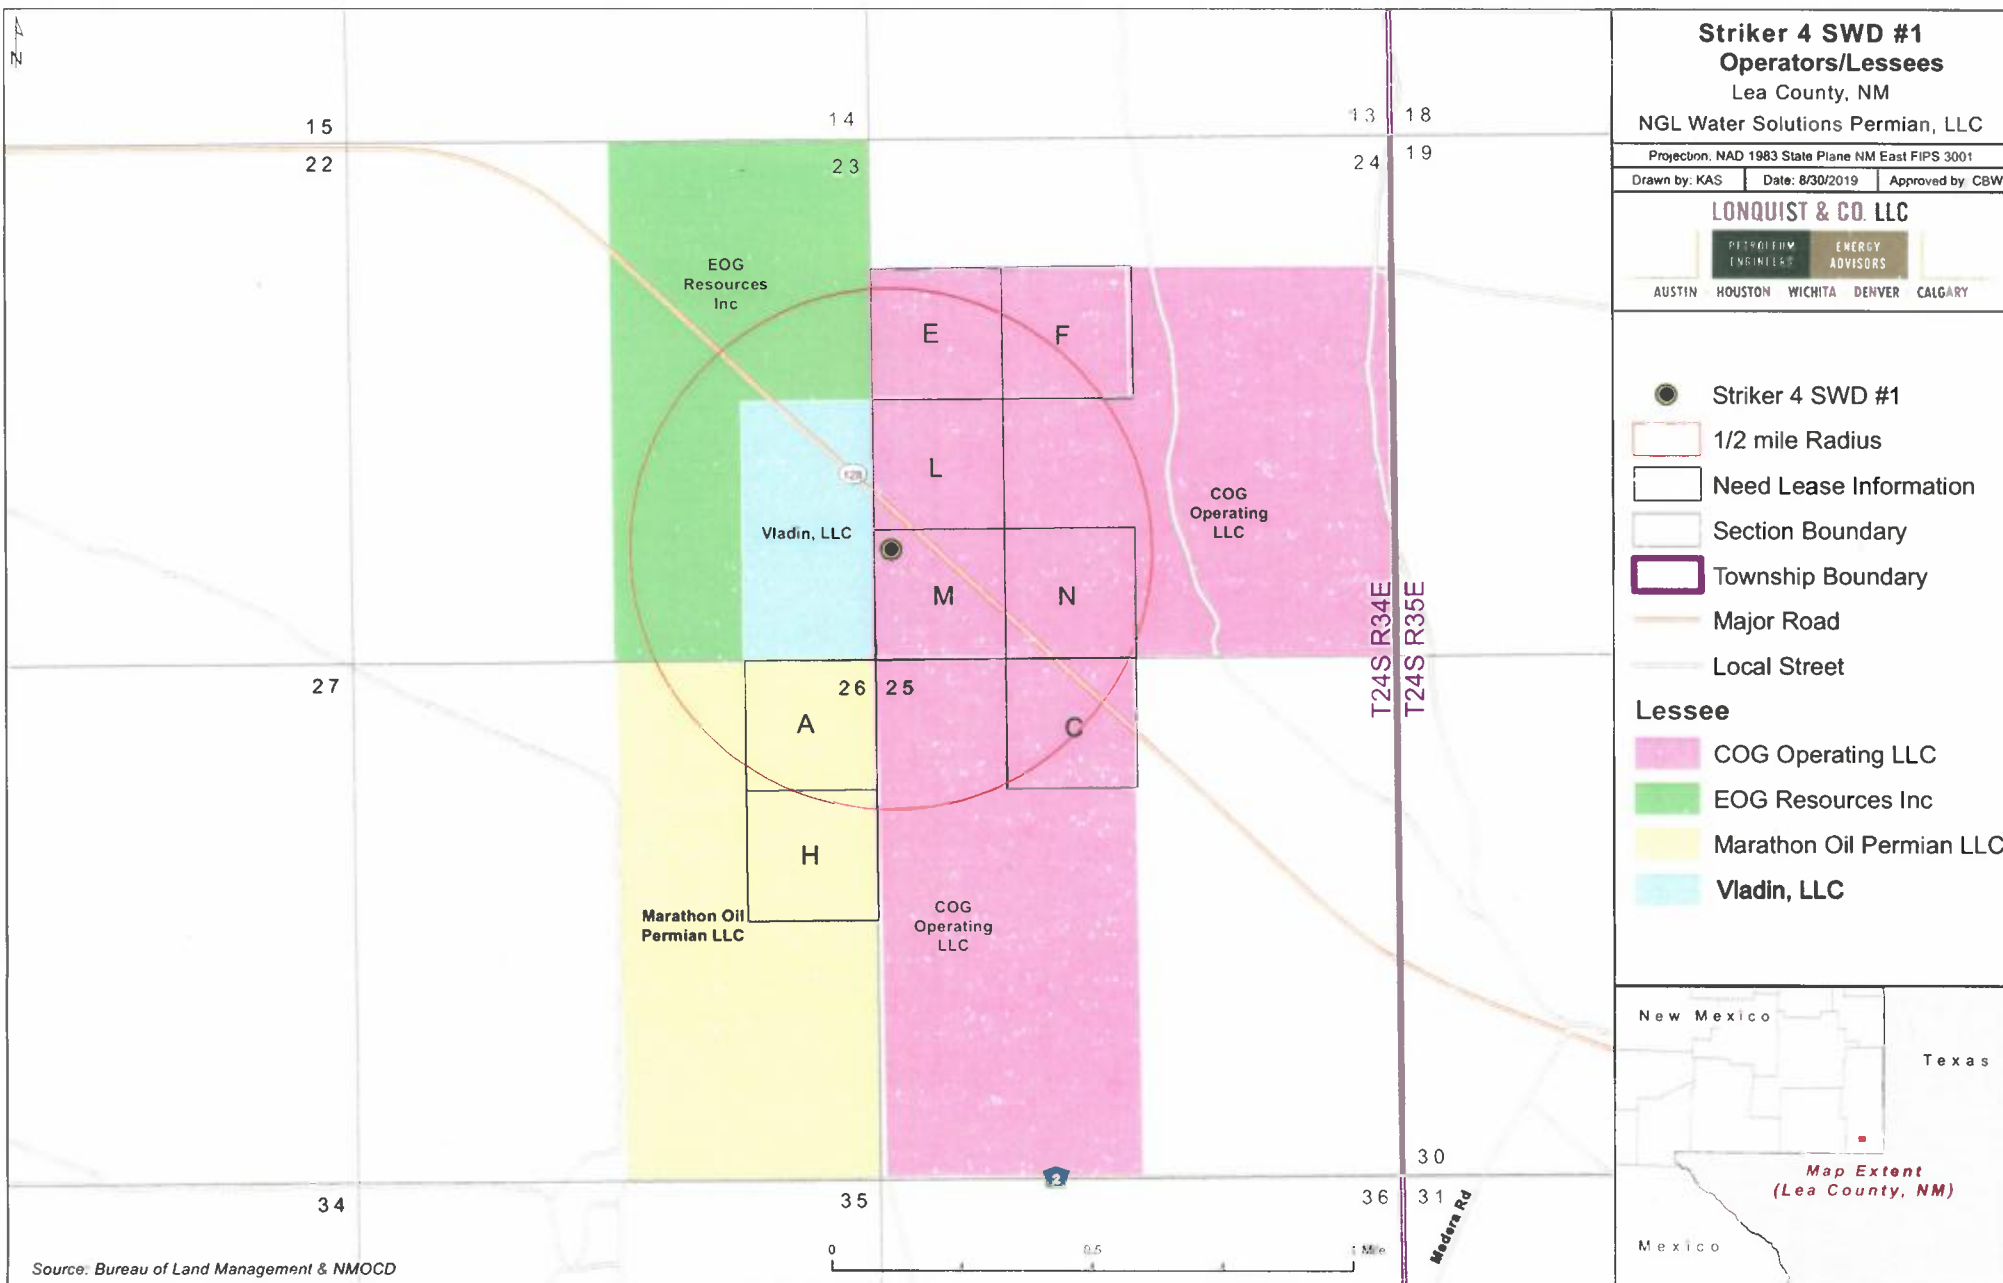 N
15
14
13
18
22
23
24
19
EOG
Resources
Inc
E
F
L
128
COG
Operating
LLC
Vladin, LLC
M
N
T24S R34E
T24S R35E
27
26
25
A
C
H
Marathon Oil
Permian LLC
COG
Operating
LLC
30
2
34
35
36
31
Madera Rd
0
0.5
1 Mile
Source: Bureau of Land Management & NMOCD
Striker 4 SWD #1
Operators/Lessees
Lea County, NM
NGL Water Solutions Permian, LLC
Projection. NAD 1983 State Plane NM East FIPS 3001
Drawn by: KAS
Date: 8/30/2019
Approved by CBW
LONQUIST & CO. LLC
PETROLEUM
ENGINEERS
ENERGY
ADVISORS
AUSTIN HOUSTON WICHITA DENVER CALGARY
Striker 4 SWD #1
1/2 mile Radius
Need Lease Information
Section Boundary
Township Boundary
Major Road
Local Street
Lessee
COG Operating LLC
EOG Resources Inc
Marathon Oil Permian LLC
Vladin, LLC
New Mexico
Texas
Map Extent
(Lea County, NM)
Mexico